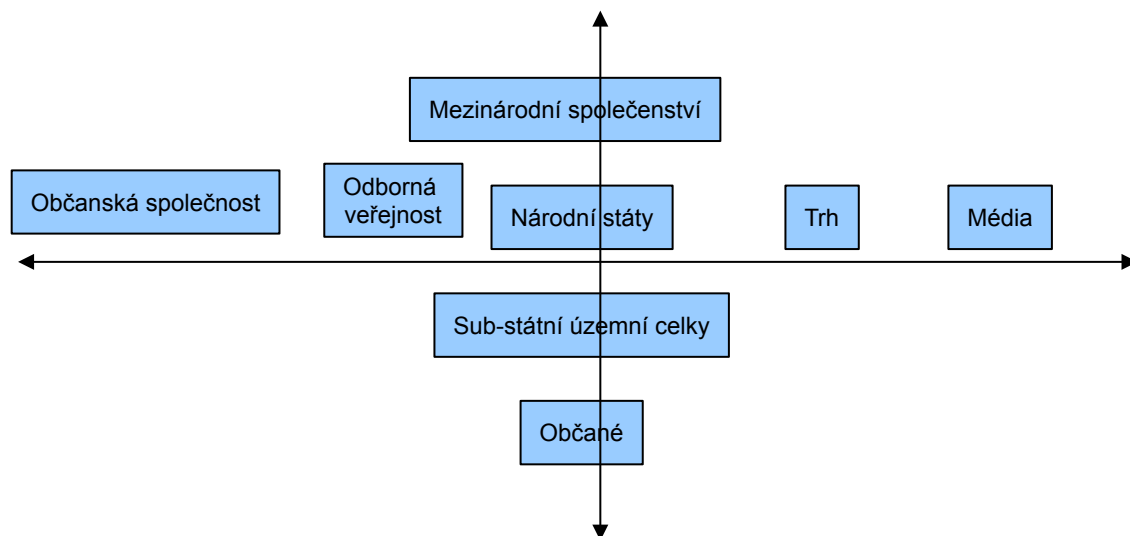 Mezinárodní společenství
Občanská společnost
Odborná
veřejnost
Národní státy
Trh
Média
Sub-státní územní celky
Občané